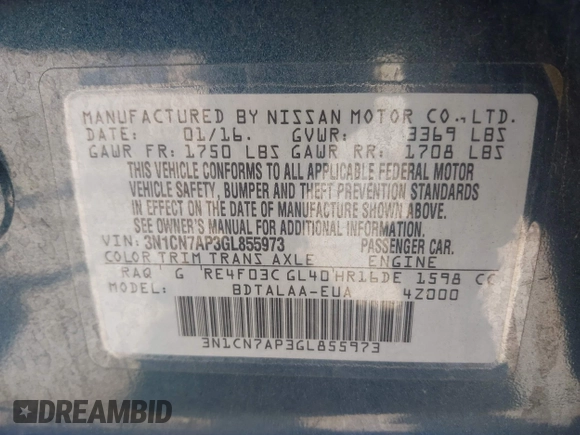 MANUFACTURED BY NISSAN MOTOR CO.,LTD.
DATE: 01/16. GVWR: 3369 LBS
GAWR FR: 1750 LBS GAWR RR: 1708 LBS
THIS VEHICLE CONFORMS TO ALL APPLICABLE FEDERAL MOTOR
VEHICLE SAFETY, BUMPER AND THEFT PREVENTION STANDARDS
IN EFFECT ON THE DATE OF MANUFACTURE SHOWN ABOVE.
SEE OWNER'S MANUAL FOR ADDITIONAL INFORMATION.
VIN: 3N1CN7AP3GL855973 PASSENGER CAR.
COLOR TRIM TRANS AXLE ENGINE
RAQ G RE4F03C GL40 HR16DE 1598 CC
BDTALAA-EUA 4Z000
3N1CN7AP3GL855973
DREAMBID